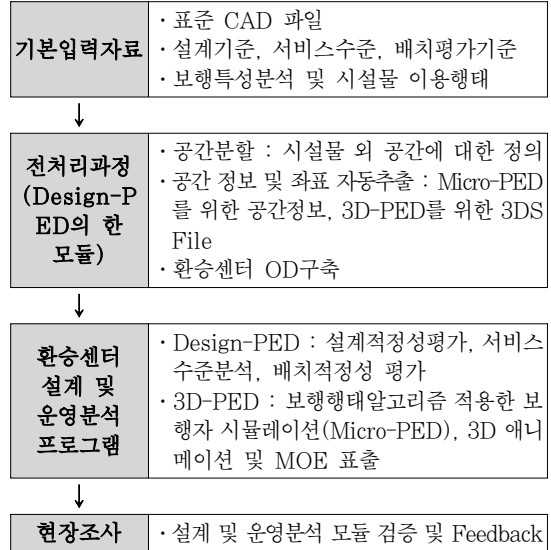 기본입력자료
· 표준 CAD 파일
· 설계기준, 서비스수준, 배치평가기준
· 보행특성분석 및 시설물 이용행태
↓
전처리과정
(Design-P
ED의 한
모듈)
· 공간분할 : 시설물 외 공간에 대한 정의
· 공간 정보 및 좌표 자동추출 : Micro-PED
를 위한 공간정보, 3D-PED를 위한 3DS
File
· 환승센터 OD구축
↓
환승센터
설계 및
운영분석
프로그램
· Design-PED : 설계적정성평가, 서비스
수준분석, 배치적정성 평가
· 3D-PED : 보행행태알고리즘 적용한 보
행자 시뮬레이션(Micro-PED), 3D 애니
메이션 및 MOE 표출
↓
현장조사
· 설계 및 운영분석 모듈 검증 및 Feedback